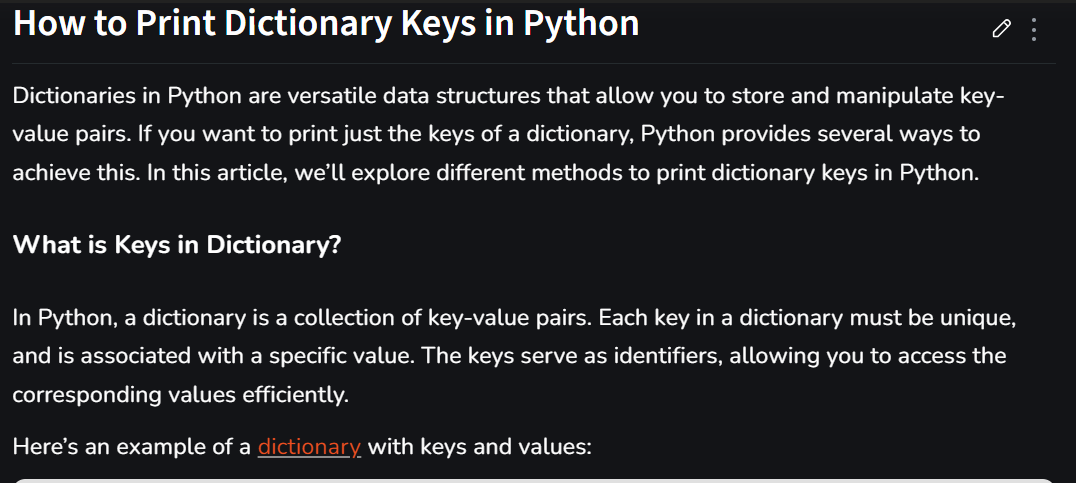 How to Print Dictionary Keys in Python
Dictionaries in Python are versatile data structures that allow you to store and manipulate key-
value pairs. If you want to print just the keys of a dictionary, Python provides several ways to
achieve this. In this article, we’ll explore different methods to print dictionary keys in Python.
What is Keys in Dictionary?
In Python, a dictionary is a collection of key-value pairs. Each key in a dictionary must be unique,
and is associated with a specific value. The keys serve as identifiers, allowing you to access the
corresponding values efficiently.
Here’s an example of a dictionary with keys and values: